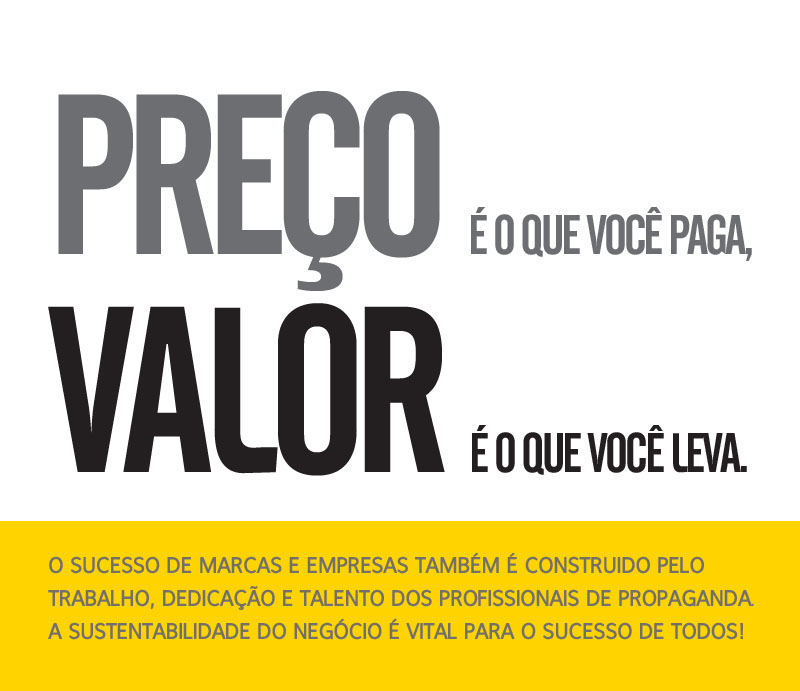 PREÇO É O QUE VOCÊ PAGA,
VALOR É O QUE VOCÊ LEVA.
O SUCESSO DE MARCAS E EMPRESAS TAMBÉM É CONSTRUIDO PELO
TRABALHO, DEDICAÇÃO E TALENTO DOS PROFISSIONAIS DE PROPAGANDA.
A SUSTENTABILIDADE DO NEGÓCIO É VITAL PARA O SUCESSO DE TODOS!